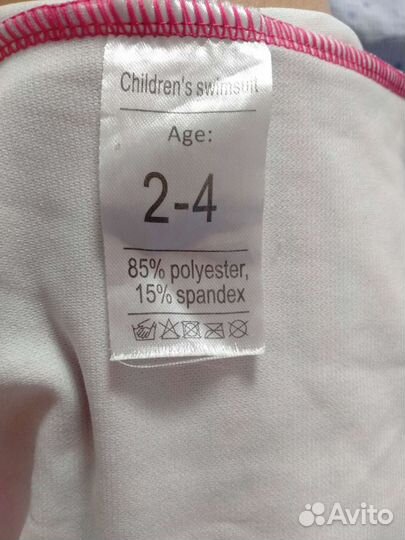 Children's swimsuit
Age:
2-4
85% polyester,
15% spandex
Avito